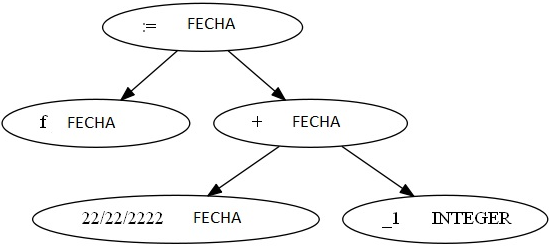 := FECHA
f FECHA
+ FECHA
22/22/2222 FECHA
_1 INTEGER